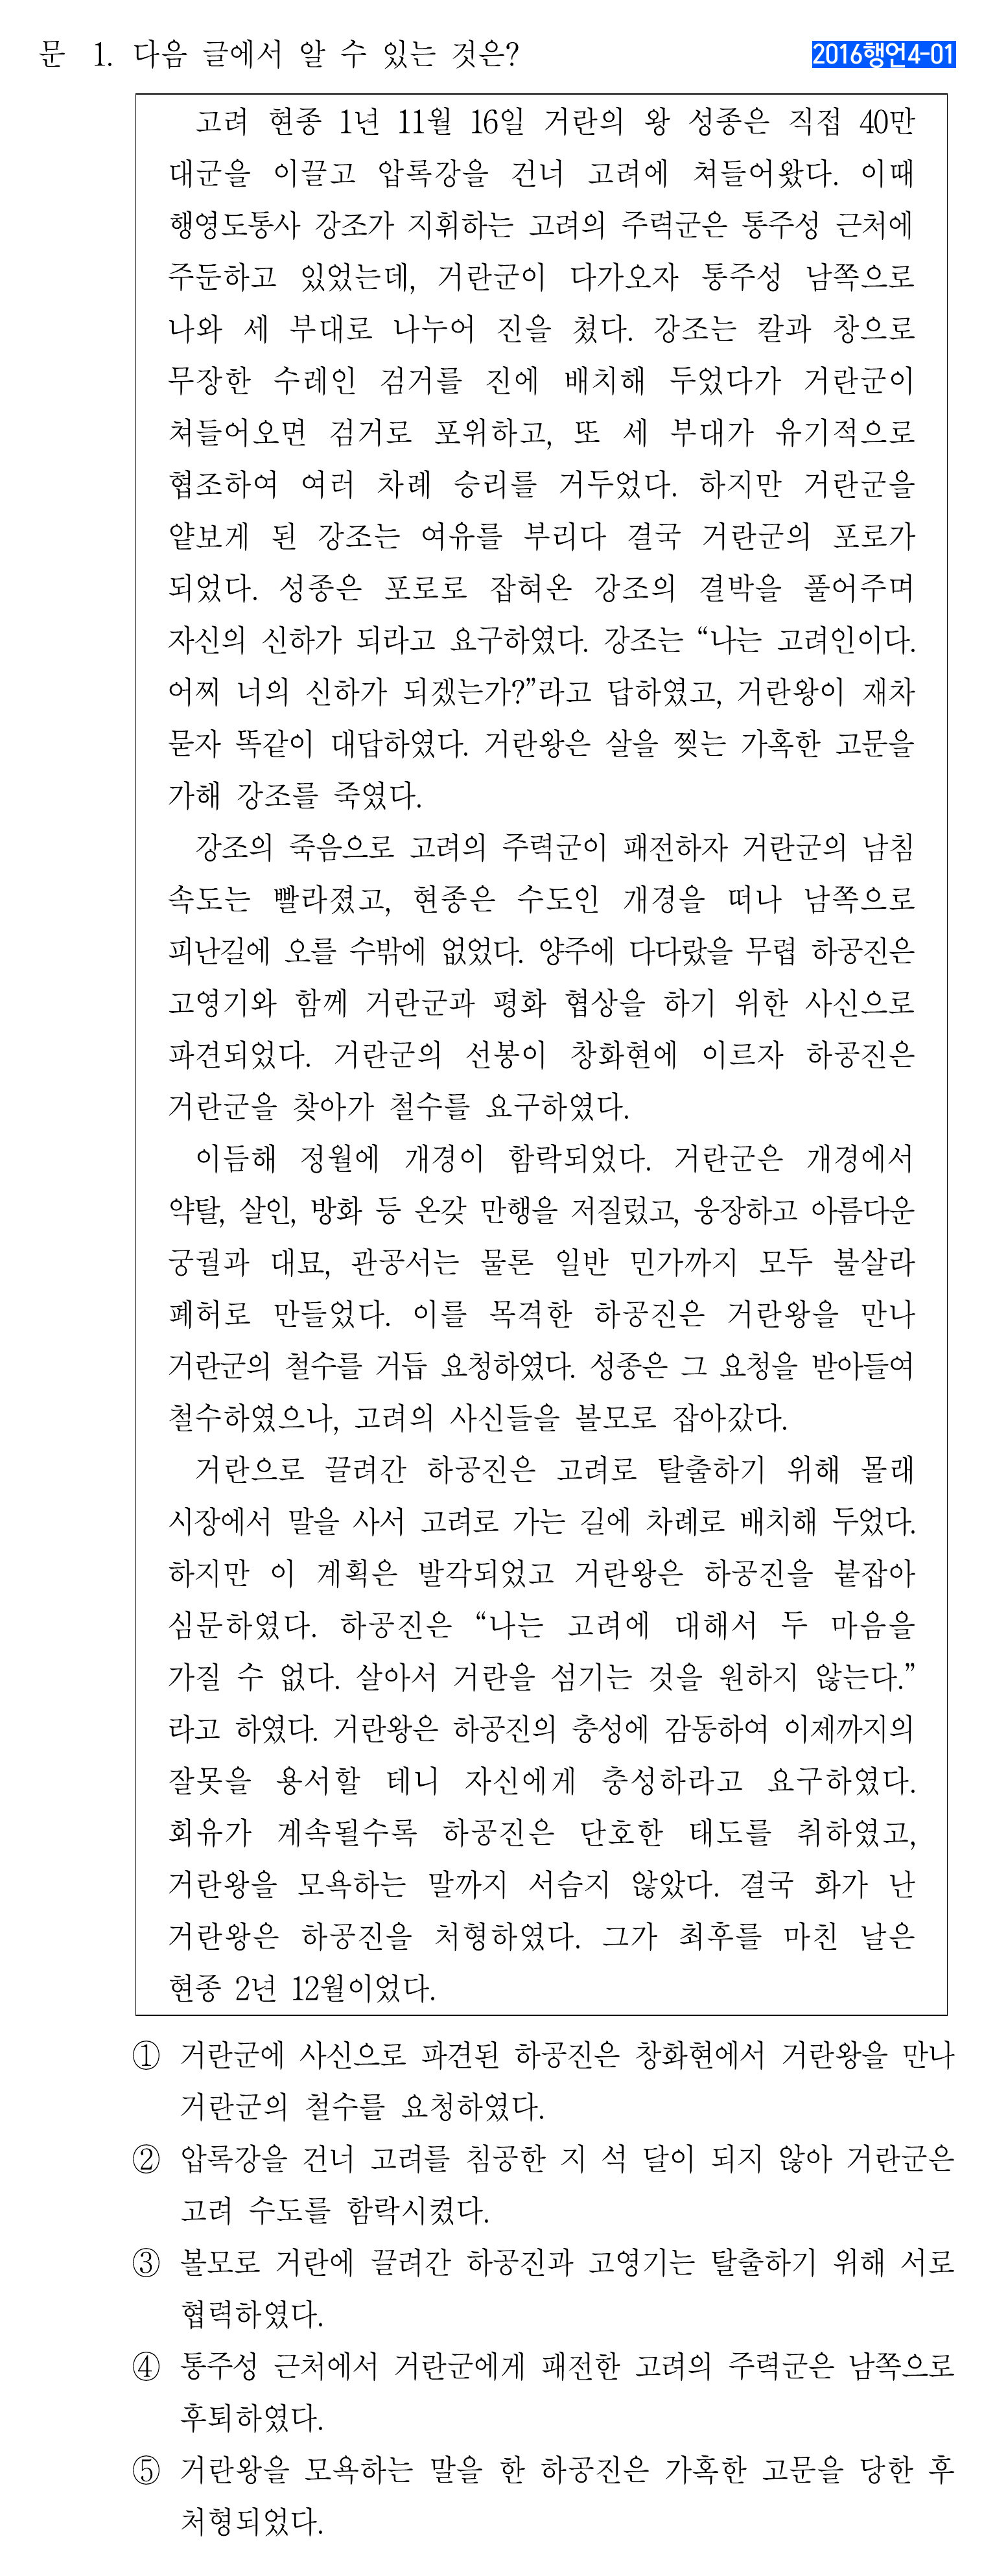 문 1. 다음 글에서 알 수 있는 것은?
2016행언4-01
고려 현종 1년 11월 16일 거란의 왕 성종은 직접 40만
대군을 이끌고 압록강을 건너 고려에 쳐들어왔다. 이때
행영도통사 강조가 지휘하는 고려의 주력군은 통주성 근처에
주둔하고 있었는데, 거란군이 다가오자 통주성 남쪽으로
나와 세 부대로 나누어 진을 쳤다. 강조는 칼과 창으로
무장한 수레인 검거를 진에 배치해 두었다가 거란군이
쳐들어오면 검거로 포위하고, 또 세 부대가 유기적으로
협조하여 여러 차례 승리를 거두었다. 하지만 거란군을
얕보게 된 강조는 여유를 부리다 결국 거란군의 포로가
되었다. 성종은 포로로 잡혀온 강조의 결박을 풀어주며
자신의 신하가 되라고 요구하였다. 강조는 “나는 고려인이다.
어찌 너의 신하가 되겠는가?”라고 답하였고, 거란왕이 재차
묻자 똑같이 대답하였다. 거란왕은 살을 찢는 가혹한 고문을
가해 강조를 죽였다.
강조의 죽음으로 고려의 주력군이 패전하자 거란군의 남침
속도는 빨라졌고, 현종은 수도인 개경을 떠나 남쪽으로
피난길에 오를 수밖에 없었다. 양주에 다다랐을 무렵 하공진은
고영기와 함께 거란군과 평화 협상을 하기 위한 사신으로
파견되었다. 거란군의 선봉이 창화현에 이르자 하공진은
거란군을 찾아가 철수를 요구하였다.
이듬해 정월에 개경이 함락되었다. 거란군은 개경에서
약탈, 살인, 방화 등 온갖 만행을 저질렀고, 웅장하고 아름다운
궁궐과 대묘, 관공서는 물론 일반 민가까지 모두 불살라
폐허로 만들었다. 이를 목격한 하공진은 거란왕을 만나
거란군의 철수를 거듭 요청하였다. 성종은 그 요청을 받아들여
철수하였으나, 고려의 사신들을 볼모로 잡아갔다.
거란으로 끌려간 하공진은 고려로 탈출하기 위해 몰래
시장에서 말을 사서 고려로 가는 길에 차례로 배치해 두었다.
하지만 이 계획은 발각되었고 거란왕은 하공진을 붙잡아
심문하였다. 하공진은 “나는 고려에 대해서 두 마음을
가질 수 없다. 살아서 거란을 섬기는 것을 원하지 않는다.”
라고 하였다. 거란왕은 하공진의 충성에 감동하여 이제까지의
잘못을 용서할 테니 자신에게 충성하라고 요구하였다.
회유가 계속될수록 하공진은 단호한 태도를 취하였고,
거란왕을 모욕하는 말까지 서슴지 않았다. 결국 화가 난
거란왕은 하공진을 처형하였다. 그가 최후를 마친 날은
현종 2년 12월이었다.
① 거란군에 사신으로 파견된 하공진은 창화현에서 거란왕을 만나
거란군의 철수를 요청하였다.
② 압록강을 건너 고려를 침공한 지 석 달이 되지 않아 거란군은
고려 수도를 함락시켰다.
③ 볼모로 거란에 끌려간 하공진과 고영기는 탈출하기 위해 서로
협력하였다.
④ 통주성 근처에서 거란군에게 패전한 고려의 주력군은 남쪽으로
후퇴하였다.
⑤ 거란왕을 모욕하는 말을 한 하공진은 가혹한 고문을 당한 후
처형되었다.